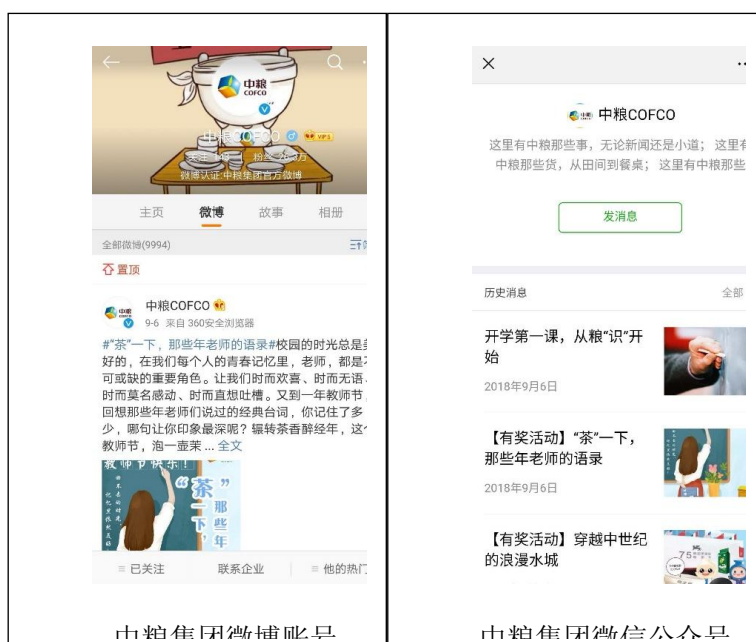 中粮
COFCO
中粮COFCO VIP5
微博认证:中粮集团官方微博
主页 微博 故事 相册
全部微博(9994)
置顶
中粮COFCO
9-6 来自 360安全浏览器
#“茶”一下，那些年老师的语录#校园的时光总是
好的，在我们每个人的青春记忆里，老师，都是
可或缺的重要角色。让我们时而欢喜、时而无语、
时而莫名感动、时而直想吐槽。又到一年教师节，
回想那些年老师们说过的经典台词，你记住了多
少，哪句让你印象最深呢？辗转茶香醉经年，这
教师节，泡一壶茉 ... 全文
教师节快乐！
“茶”
一下，
那些年
已关注 联系企业 他的热门
中粮集团微博账号
中粮COFCO
这里有中粮那些事，无论新闻还是小道；这里有
中粮那些货，从田间到餐桌；这里有中粮那些
发消息
历史消息 全部
开学第一课，从粮“识”开
始
2018年9月6日
【有奖活动】“茶”一下，
那些年老师的语录
2018年9月6日
【有奖活动】穿越中世纪
的浪漫水城
中粮集团微信公众号